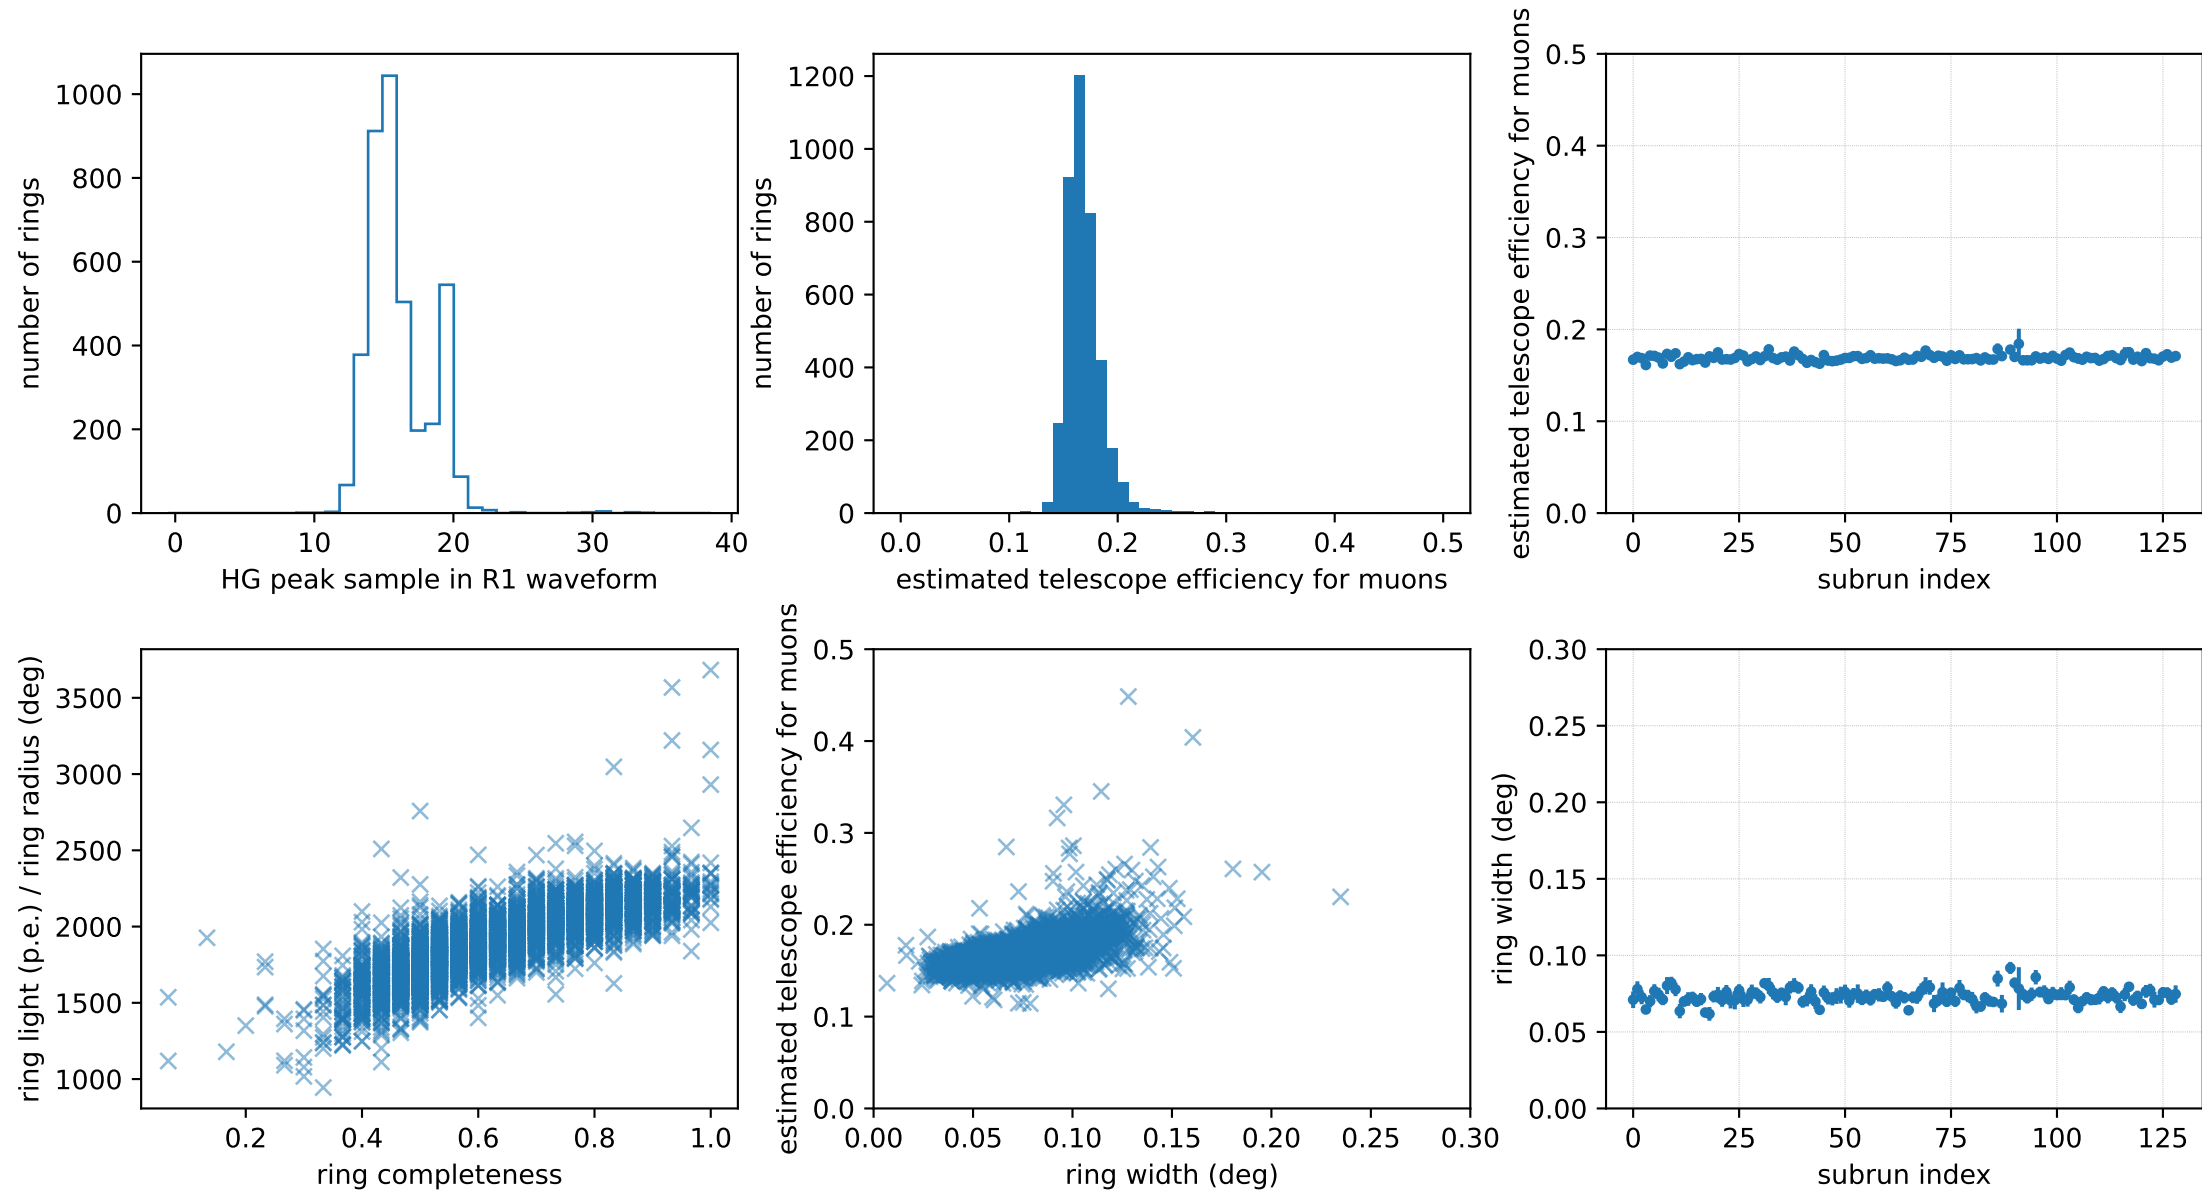 number of rings
1000
800
600
400
200
0
0 10 20 30 40
HG peak sample in R1 waveform
number of rings
1200
1000
800
600
400
200
0
0.0 0.1 0.2 0.3 0.4 0.5
estimated telescope efficiency for muons
estimated telescope efficiency for muons
0.5
0.4
0.3
0.2
0.1
0.0
0 25 50 75 100 125
subrun index
ring light (p.e.) / ring radius (deg)
3500
3000
2500
2000
1500
1000
0.2 0.4 0.6 0.8 1.0
ring completeness
estimated telescope efficiency for muons
0.5
0.4
0.3
0.2
0.1
0.0
0.00 0.05 0.10 0.15 0.20 0.25 0.30
ring width (deg)
ring width (deg)
0.30
0.25
0.20
0.15
0.10
0.05
0.00
0 25 50 75 100 125
subrun index